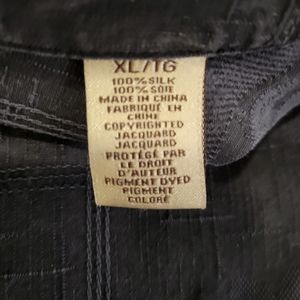 XL/TG
100% SILK
100% SOIE
MADE IN CHINA
FABRIQUÉ EN
CHINE
COPYRIGHTED
JACQUARD
JACQUARD
PROTÉGÉ PAR
LE DROIT
D'AUTEUR
PIGMENT DYED
PIGMENT
COLORÉ